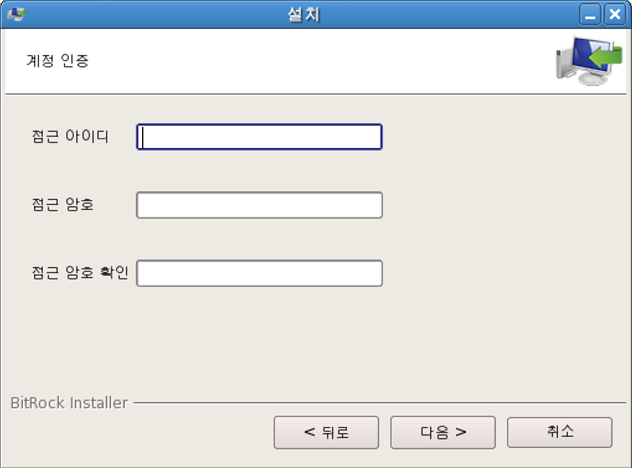 설치
계정 인증
접근 아이디
접근 암호
접근 암호 확인
BitRock Installer
< 뒤로
다음 >
취소